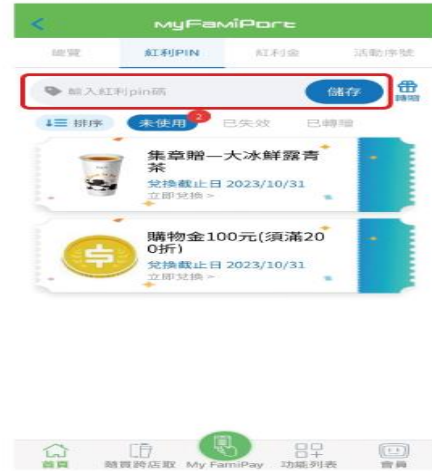 MyFamiPort
總覽 紅利PIN 紅利金 活動序號
輸入紅利pin碼 儲存 轉贈
排序 未使用 2 已失效 已轉贈
集章贈一大冰鮮露青
茶
兌換截止日 2023/10/31
立即兌換 >
購物金100元(須滿20
0折)
兌換截止日 2023/10/31
立即兌換 >
首頁 隨買跨店取 My FamiPay 功能列表 會員